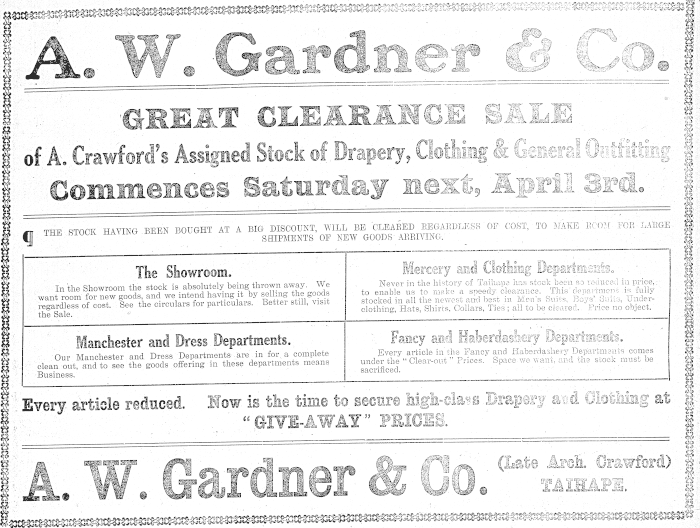 A. W. Gardner & Co.
GREAT CLEARANCE SALE
of A. Crawford's Assigned Stock of Drapery, Clothing & General Outfitting
Commences Saturday next, April 3rd.
¶ THE STOCK HAVING BEEN BOUGHT AT A BIG DISCOUNT, WILL BE CLEARED REGARDLESS OF COST, TO MAKE ROOM FOR LARGE
SHIPMENTS OF NEW GOODS ARRIVING.
The Showroom.
In the Showroom the stock is absolutely being thrown away. We
want room for new goods, and we intend having it by selling the goods
regardless of cost. See the circulars for particulars. Better still, visit
the Sale.
Mercery and Clothing Departments.
Never in the history of Taihape has stock been so reduced in price,
to enable us to make a speedy clearance. This department is fully
stocked in all the newest and best in Men's Suits, Boys' Suits, Under-
clothing, Hats, Shirts, Collars, Ties; all to be cleared. Price no object.
Manchester and Dress Departments.
Our Manchester and Dress Departments are in for a complete
clean out, and to see the goods offering in these departments means
Business.
Fancy and Haberdashery Departments.
Every article in the Fancy and Haberdashery Departments comes
under the "Clear-out" Prices. Space we want, and the stock must be
sacrificed.
Every article reduced. Now is the time to secure high-class Drapery and Clothing at
"GIVE-AWAY" PRICES.
A. W. Gardner & Co. (Late Arch. Crawford)
TAIHAPE.